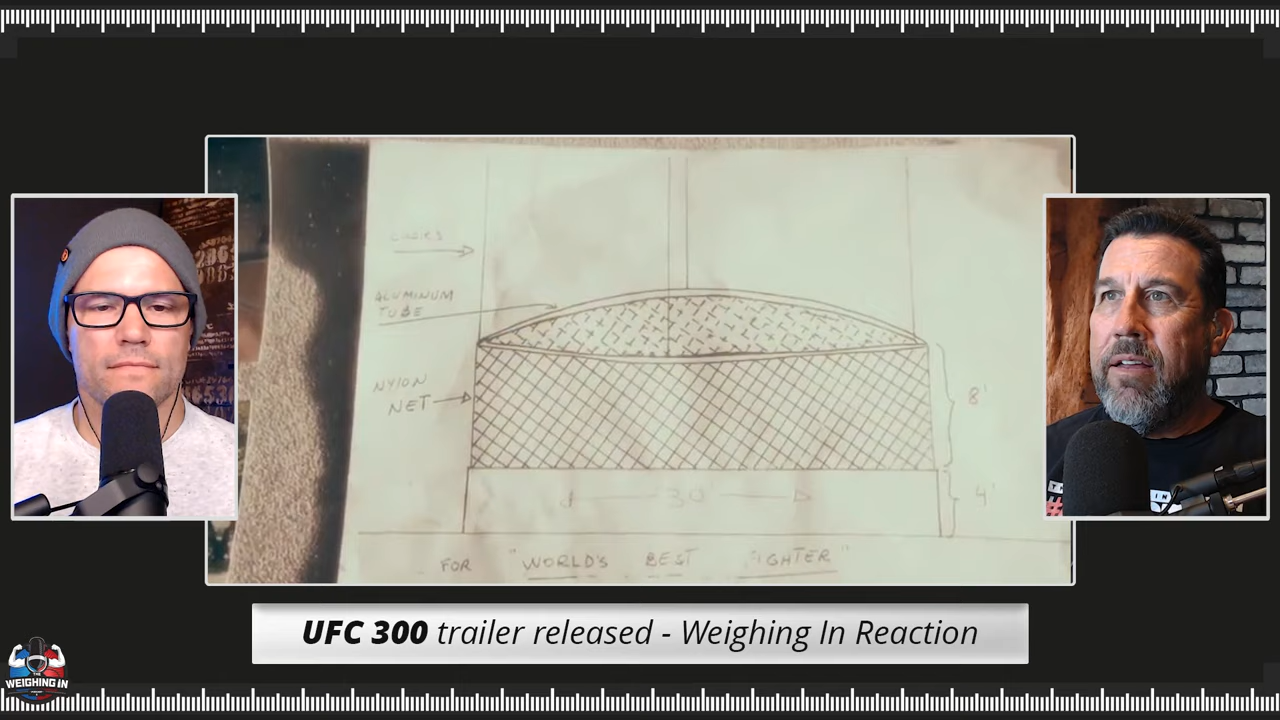 ALUMINUM
TUBE
NYLON
NET
8'
30'
4'
FOR "WORLD'S BEST FIGHTER"
UFC 300 trailer released - Weighing In Reaction
THE
WEIGHING IN